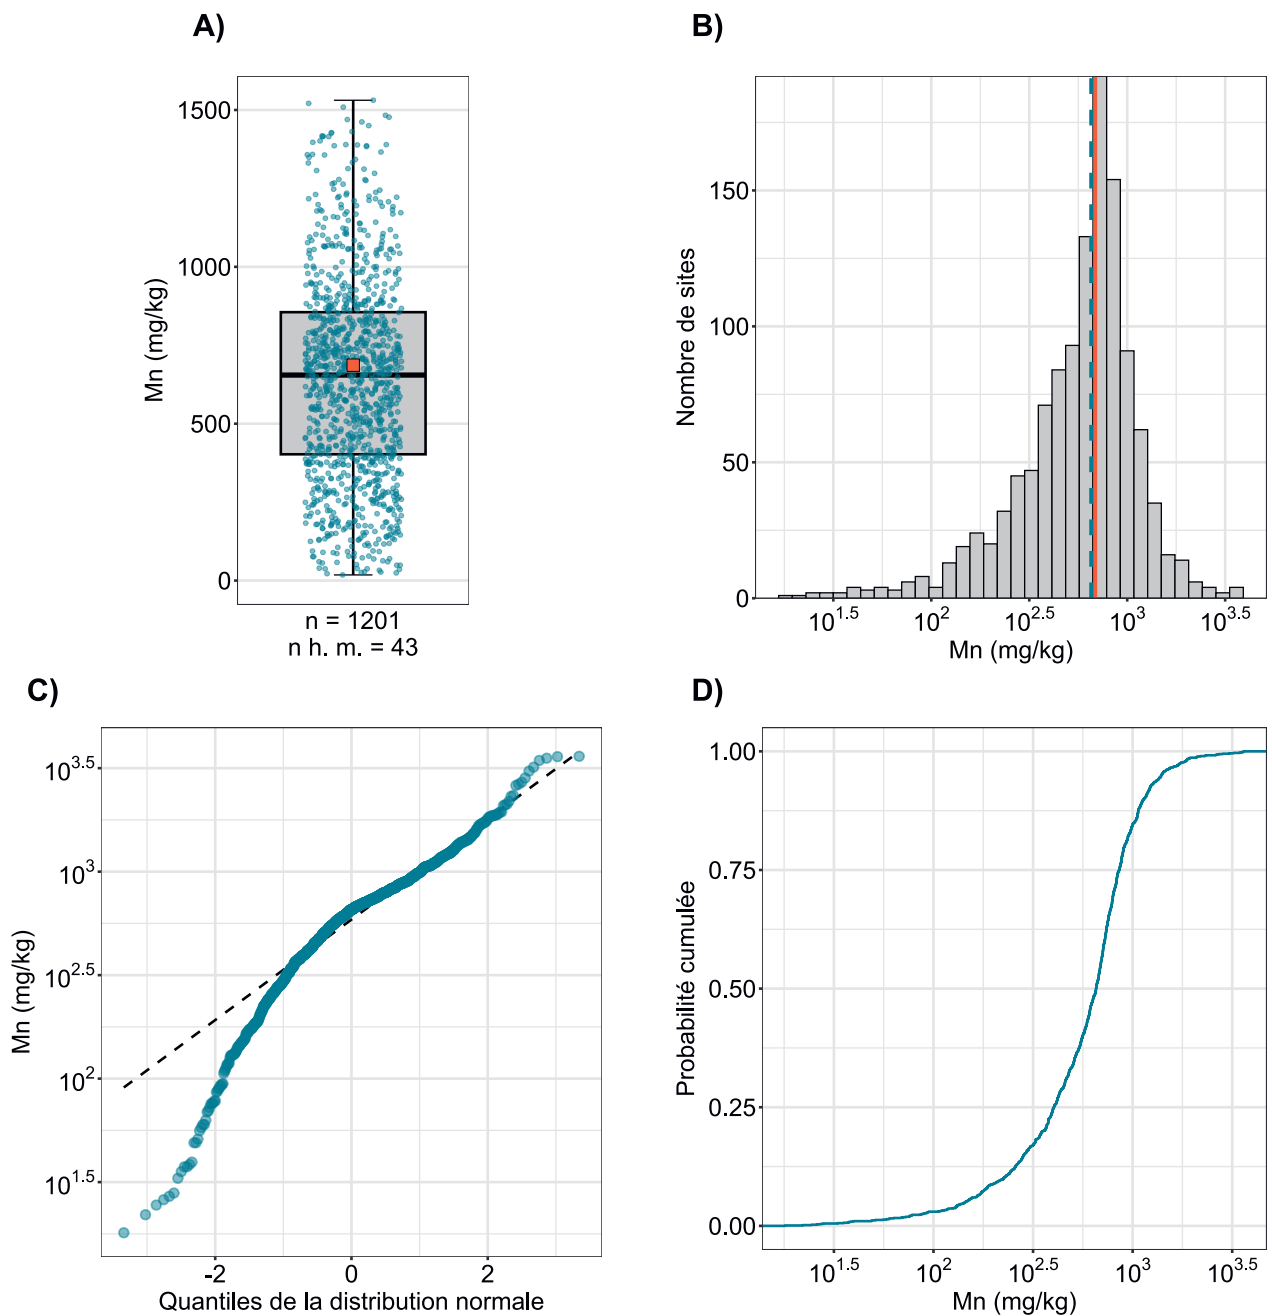 A)
Mn (mg/kg)
1500
1000
500
0
n = 1201
n h. m. = 43
B)
Nombre de sites
150
100
50
0
10^1.5 10^2 10^2.5 10^3 10^3.5
Mn (mg/kg)
C)
Mn (mg/kg)
10^3.5
10^3
10^2.5
10^2
10^1.5
-2 0 2
Quantiles de la distribution normale
D)
Probabilité cumulée
1.00
0.75
0.50
0.25
0.00
10^1.5 10^2 10^2.5 10^3 10^3.5
Mn (mg/kg)